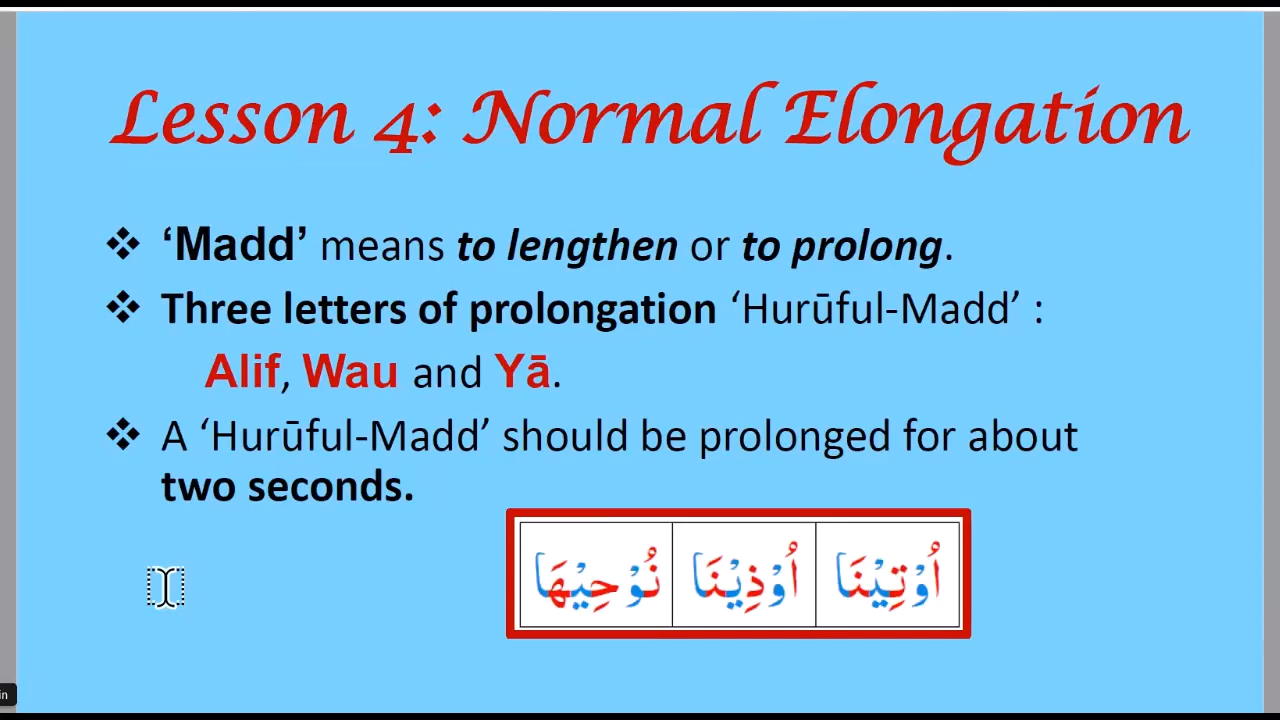 Lesson 4: Normal Elongation
❖ ‘Madd’ means to lengthen or to prolong.
❖ Three letters of prolongation ‘Hurūful-Madd’ :
Alif, Wau and Yā.
❖ A ‘Hurūful-Madd’ should be prolonged for about
two seconds.
اُوْتِيْنَا اُوْذِيْنَا نُوْحِيْهَا
in